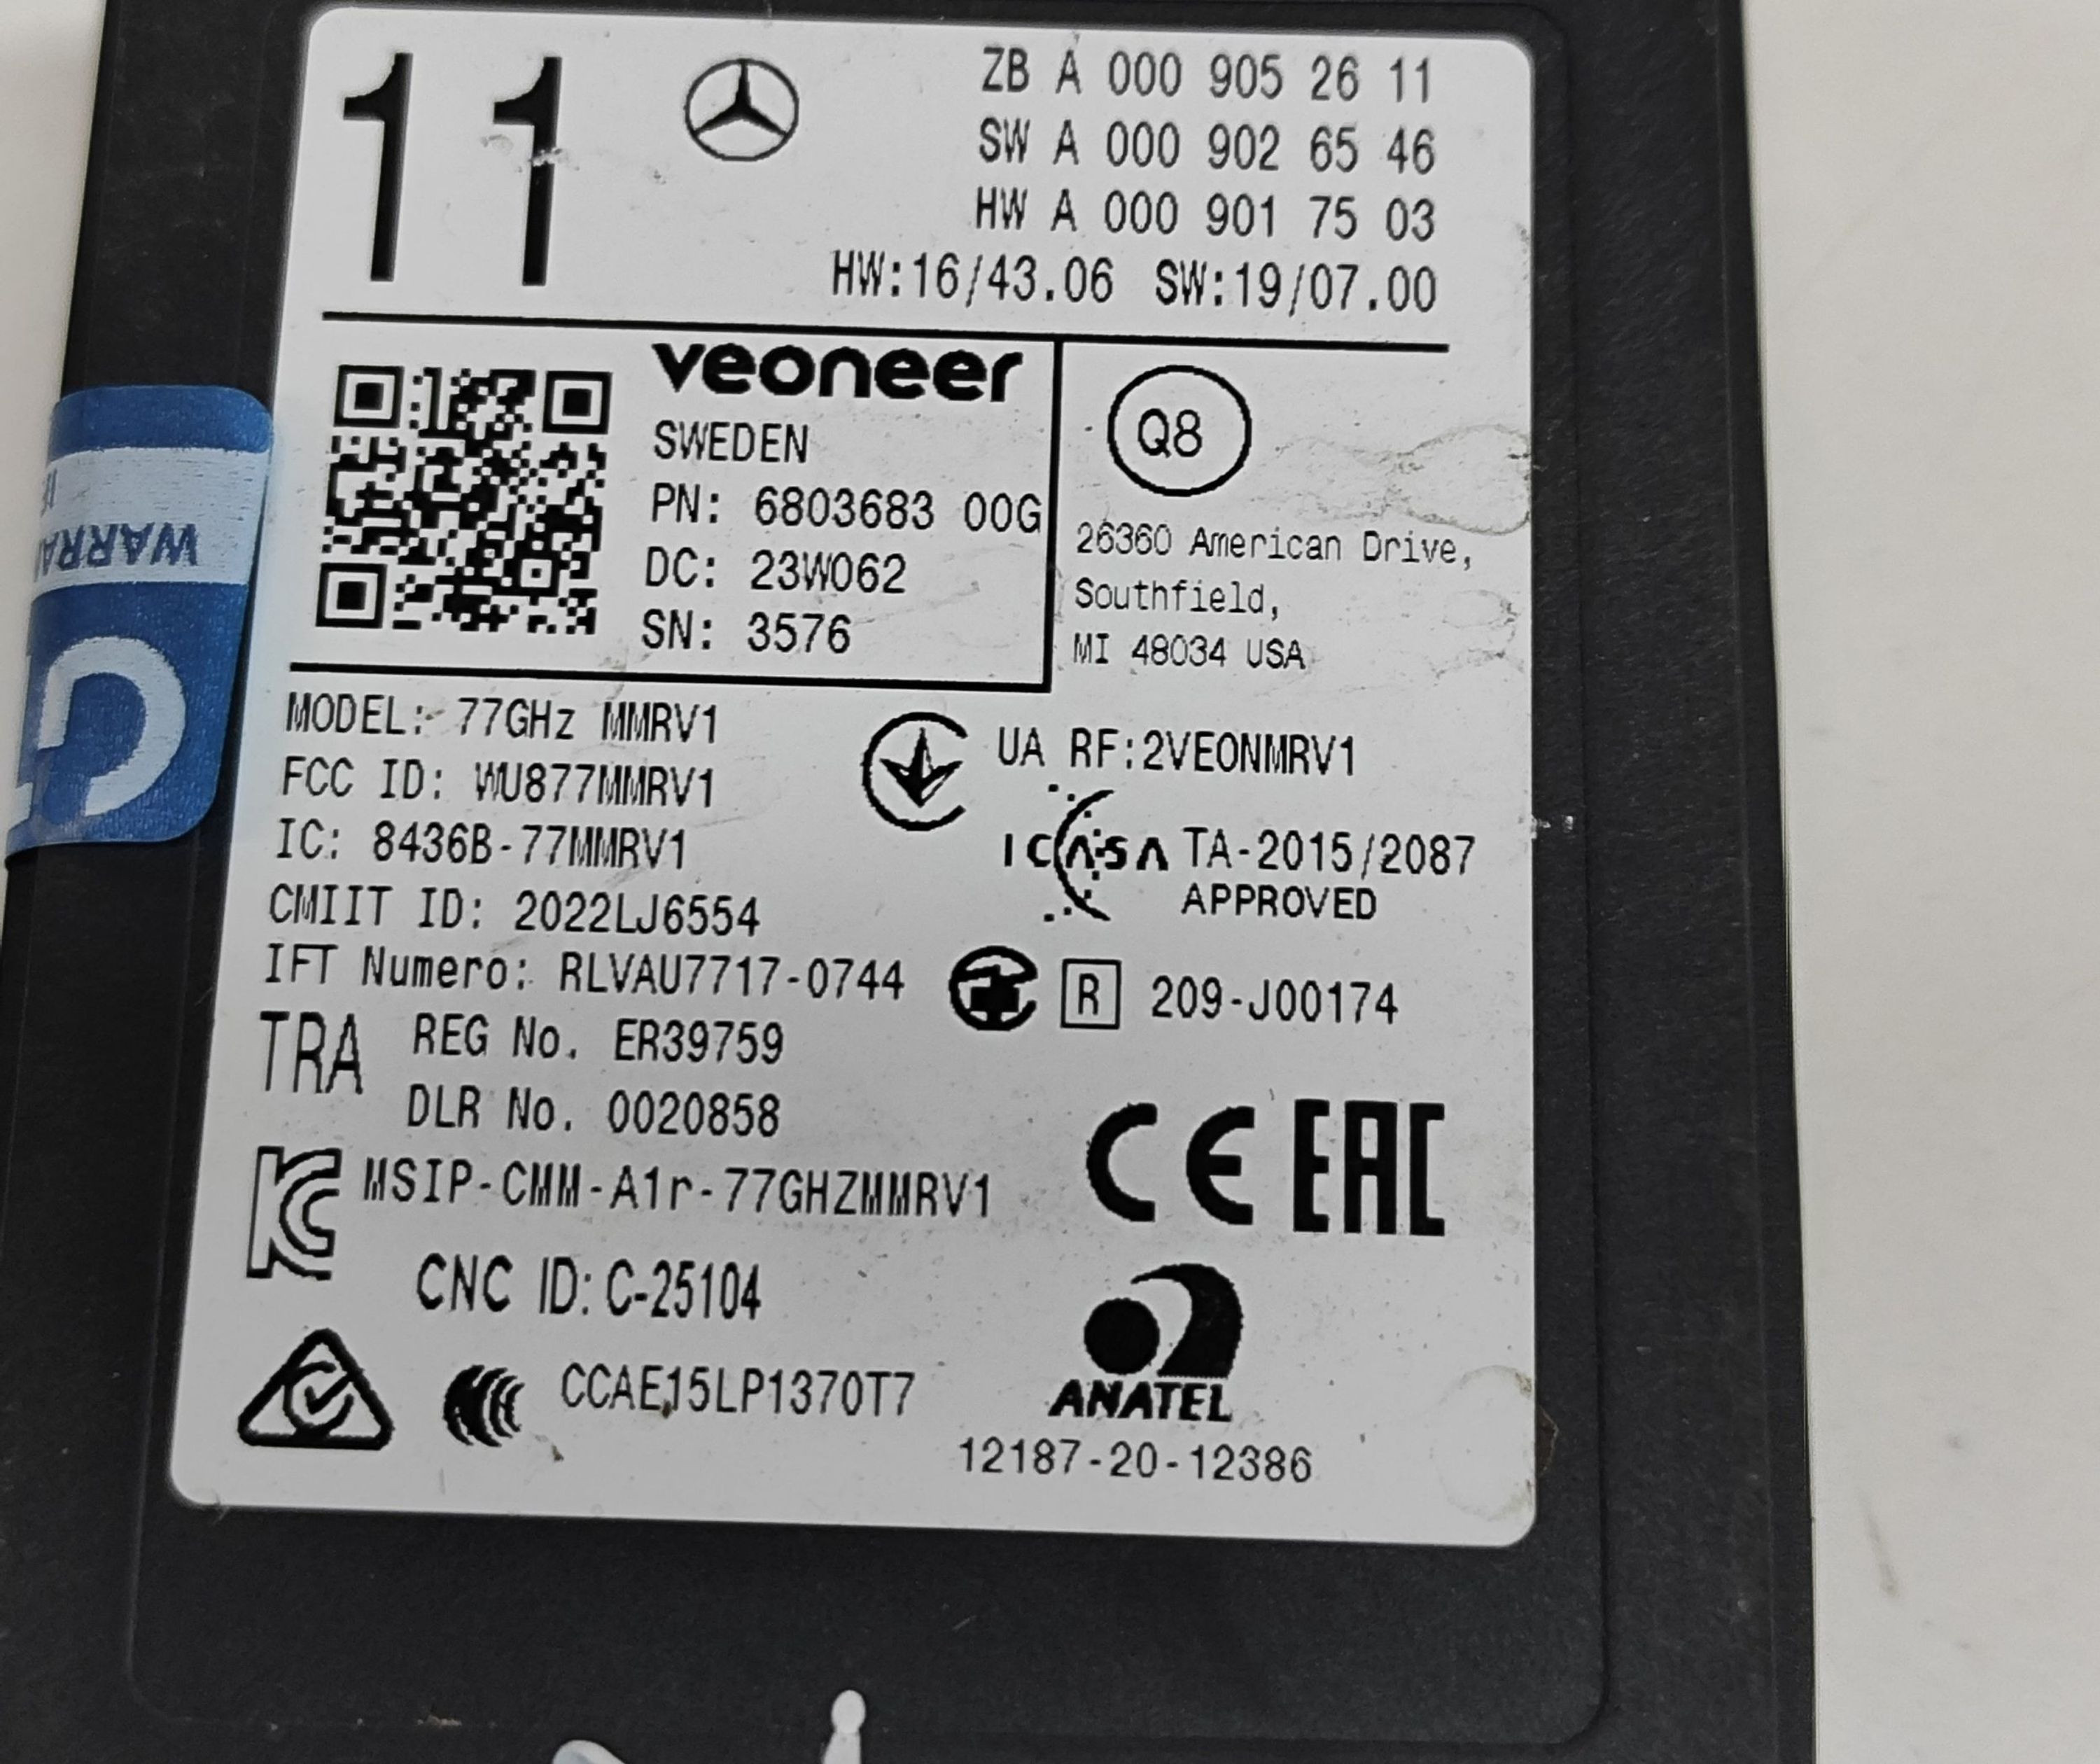 11
ZB A 000 905 26 11
SW A 000 902 65 46
HW A 000 901 75 03
HW:16/43.06 SW:19/07.00
veoneer
SWEDEN
PN: 6803683 00G
DC: 23W062
SN: 3576
Q8
26360 American Drive,
Southfield,
MI 48034 USA
MODEL: 77GHz MMRV1
FCC ID: WU877MMRV1
IC: 8436B-77MMRV1
CMIIT ID: 2022LJ6554
IFT Numero: RLVAU7717-0744
UA RF:2VEONMRV1
ICASA TA-2015/2087
APPROVED
R 209-J00174
TRA REG No. ER39759
DLR No. 0020858
KC MSIP-CMM-A1r-77GHZMMRV1
CE EAC
CNC ID: C-25104
CCAE15LP1370T7
ANATEL
12187-20-12386